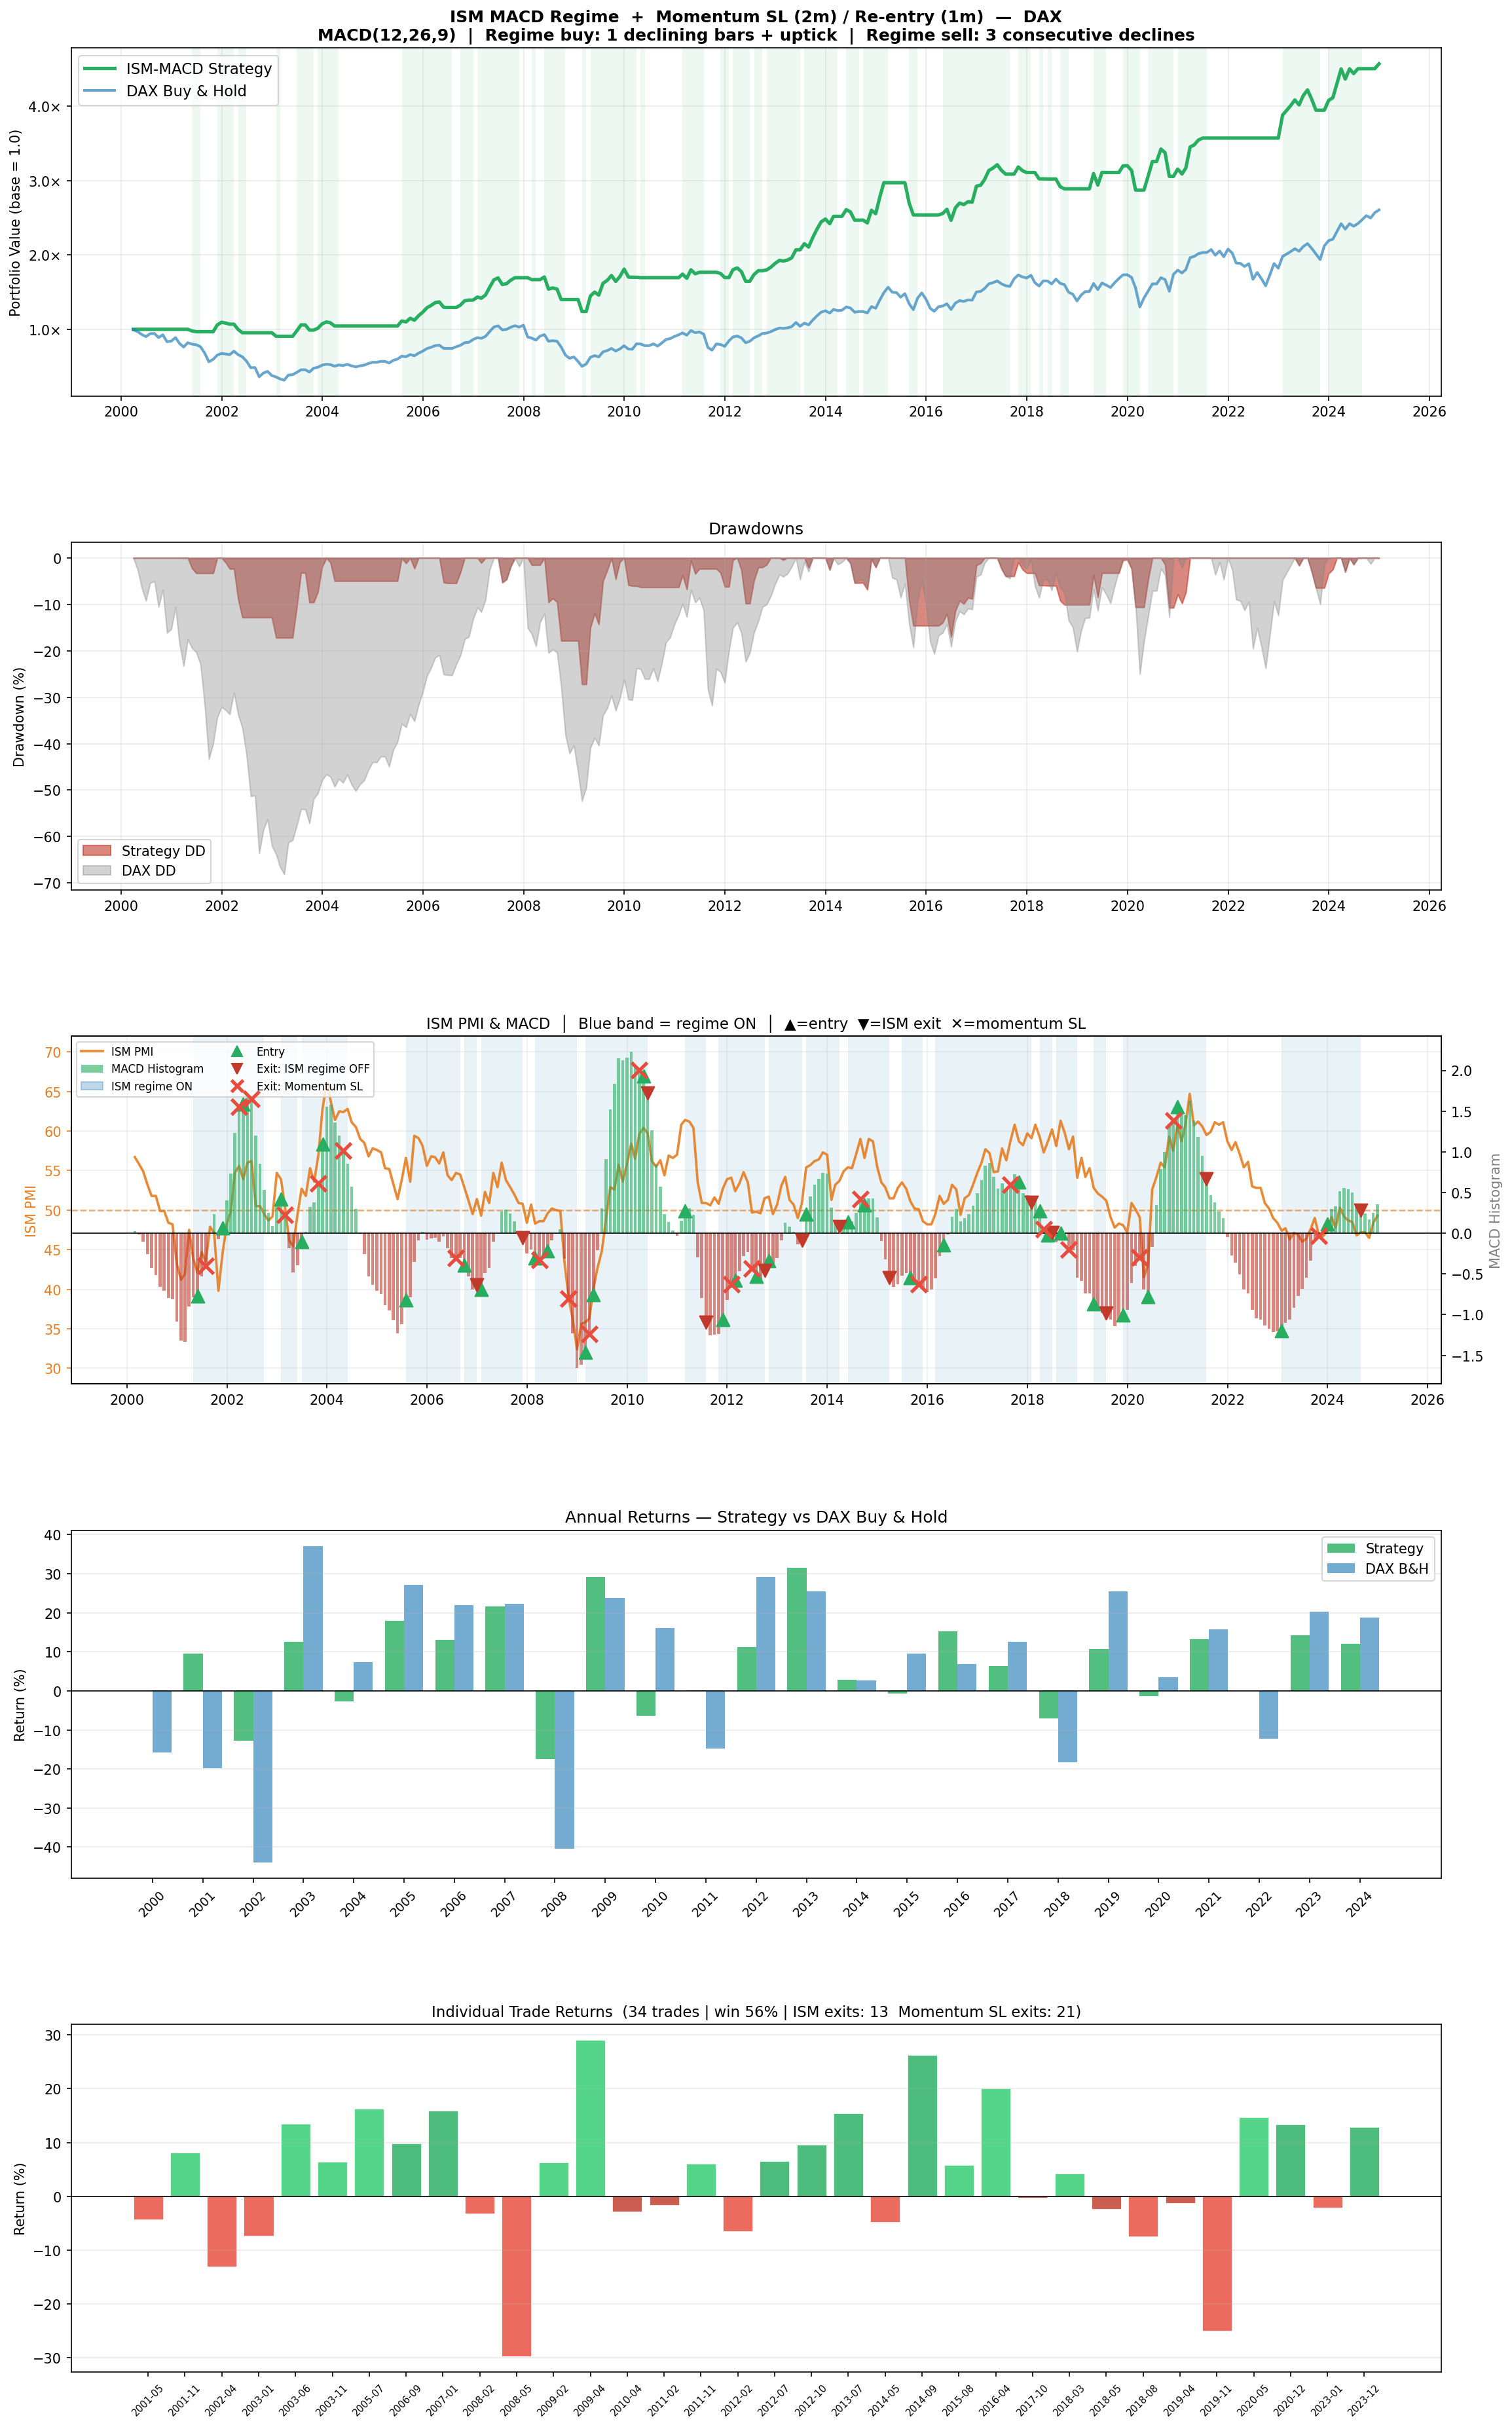 ISM MACD Regime + Momentum SL (2m) / Re-entry (1m) — DAX
MACD(12,26,9) | Regime buy: 1 declining bars + uptick | Regime sell: 3 consecutive declines
ISM-MACD Strategy
DAX Buy & Hold
Portfolio Value (base = 1.0)
4.0×
3.0×
2.0×
1.0×
2000 2002 2004 2006 2008 2010 2012 2014 2016 2018 2020 2022 2024 2026
Drawdowns
Drawdown (%)
0
−10
−20
−30
−40
−50
−60
−70
Strategy DD
DAX DD
2000 2002 2004 2006 2008 2010 2012 2014 2016 2018 2020 2022 2024 2026
ISM PMI & MACD | Blue band = regime ON | ▲=entry ▼=ISM exit ×=momentum SL
ISM PMI
MACD Histogram
ISM regime ON
Entry
Exit: ISM regime OFF
Exit: Momentum SL
ISM PMI
70
65
60
55
50
45
40
35
30
2.0
1.5
1.0
0.5
0.0
−0.5
−1.0
−1.5
MACD Histogram
2000 2002 2004 2006 2008 2010 2012 2014 2016 2018 2020 2022 2024 2026
Annual Returns — Strategy vs DAX Buy & Hold
Strategy
DAX B&H
Return (%)
40
30
20
10
0
−10
−20
−30
−40
2000 2001 2002 2003 2004 2005 2006 2007 2008 2009 2010 2011 2012 2013 2014 2015 2016 2017 2018 2019 2020 2021 2022 2023 2024
Individual Trade Returns (34 trades | win 56% | ISM exits: 13 Momentum SL exits: 21)
Return (%)
30
20
10
0
−10
−20
−30
2001-05 2001-11 2002-04 2003-01 2003-06 2003-11 2005-07 2006-09 2007-01 2008-02 2008-05 2009-02 2009-04 2010-04 2011-02 2011-11 2012-02 2012-07 2012-10 2013-07 2014-05 2014-09 2015-08 2016-04 2017-10 2018-03 2018-05 2018-08 2019-04 2019-11 2020-05 2020-12 2023-01 2023-12